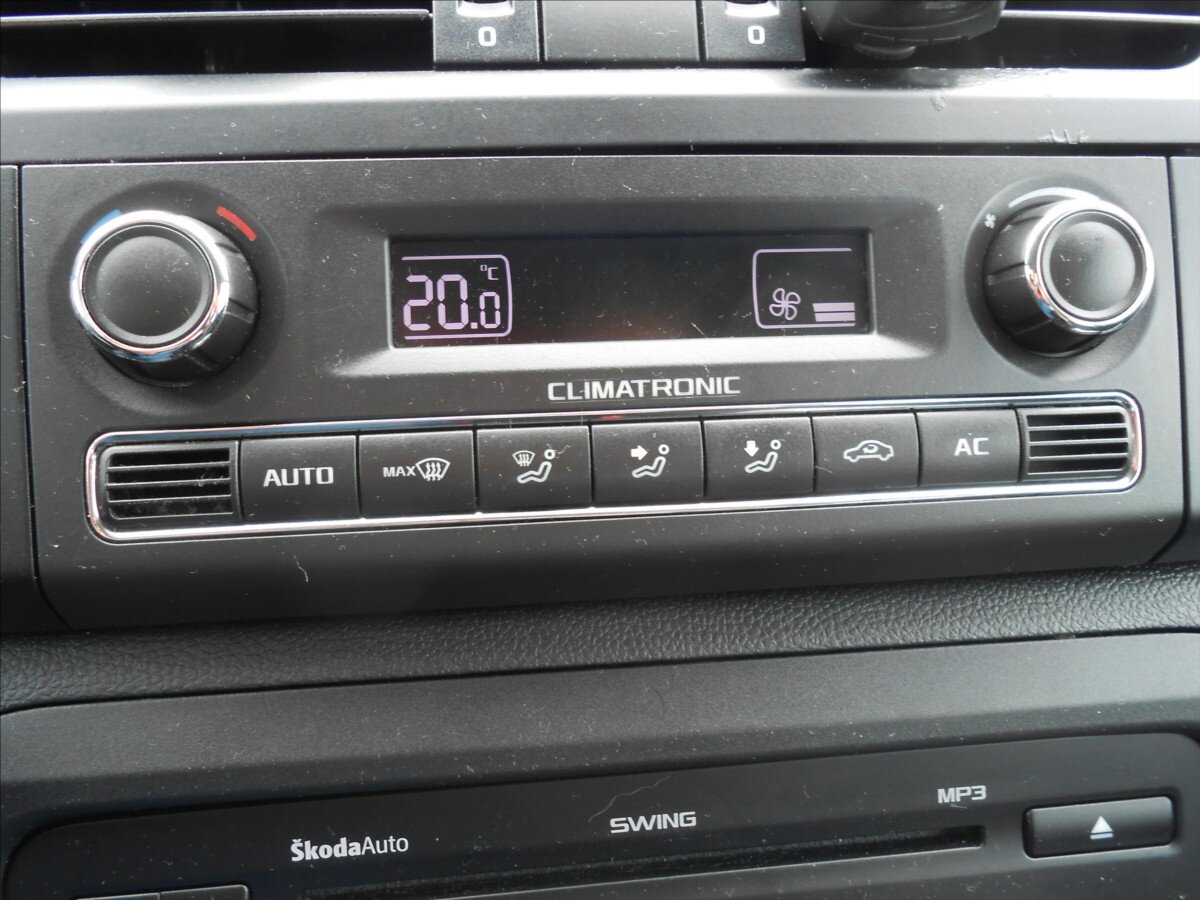 0 0
20.0 °C
CLIMATRONIC
AUTO MAX AC
MP3
SWING
ŠkodaAuto